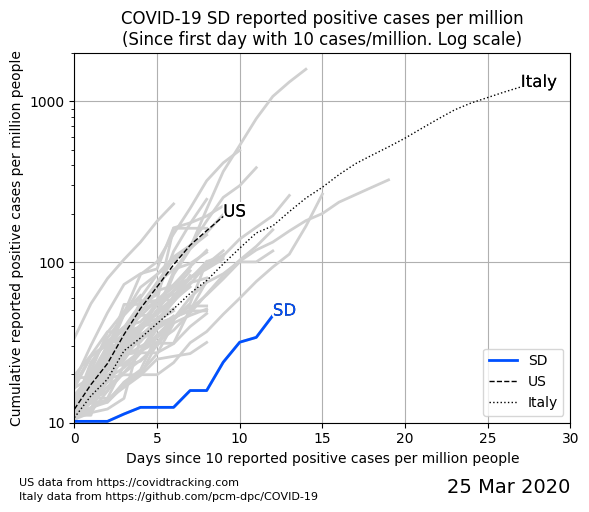 COVID-19 SD reported positive cases per million
(Since first day with 10 cases/million. Log scale)
Cumulative reported positive cases per million people
1000
100
10
Italy
US
SD
SD
US
Italy
0 5 10 15 20 25 30
Days since 10 reported positive cases per million people
US data from https://covidtracking.com
Italy data from https://github.com/pcm-dpc/COVID-19
25 Mar 2020